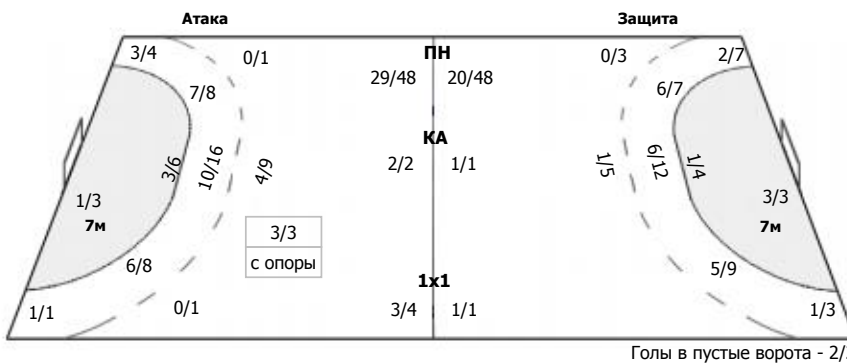 Атака Защита
3/4 0/1 ПН 0/3 2/7
29/48 20/48
7/8 6/7
КА
3/6 10/16 4/9 2/2 1/1 1/5 6/12 1/4
1/3 3/3
7м 7м
3/3
с опоры
6/8 5/9
1x1
1/1 0/1 3/4 1/1 1/3
Голы в пустые ворота - 2/